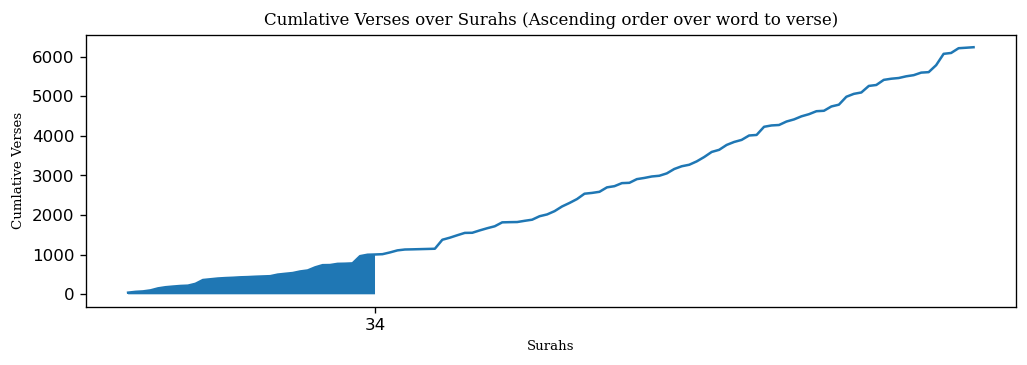 Cumlative Verses over Surahs (Ascending order over word to verse)
Cumlative Verses
6000
5000
4000
3000
2000
1000
0
34
Surahs